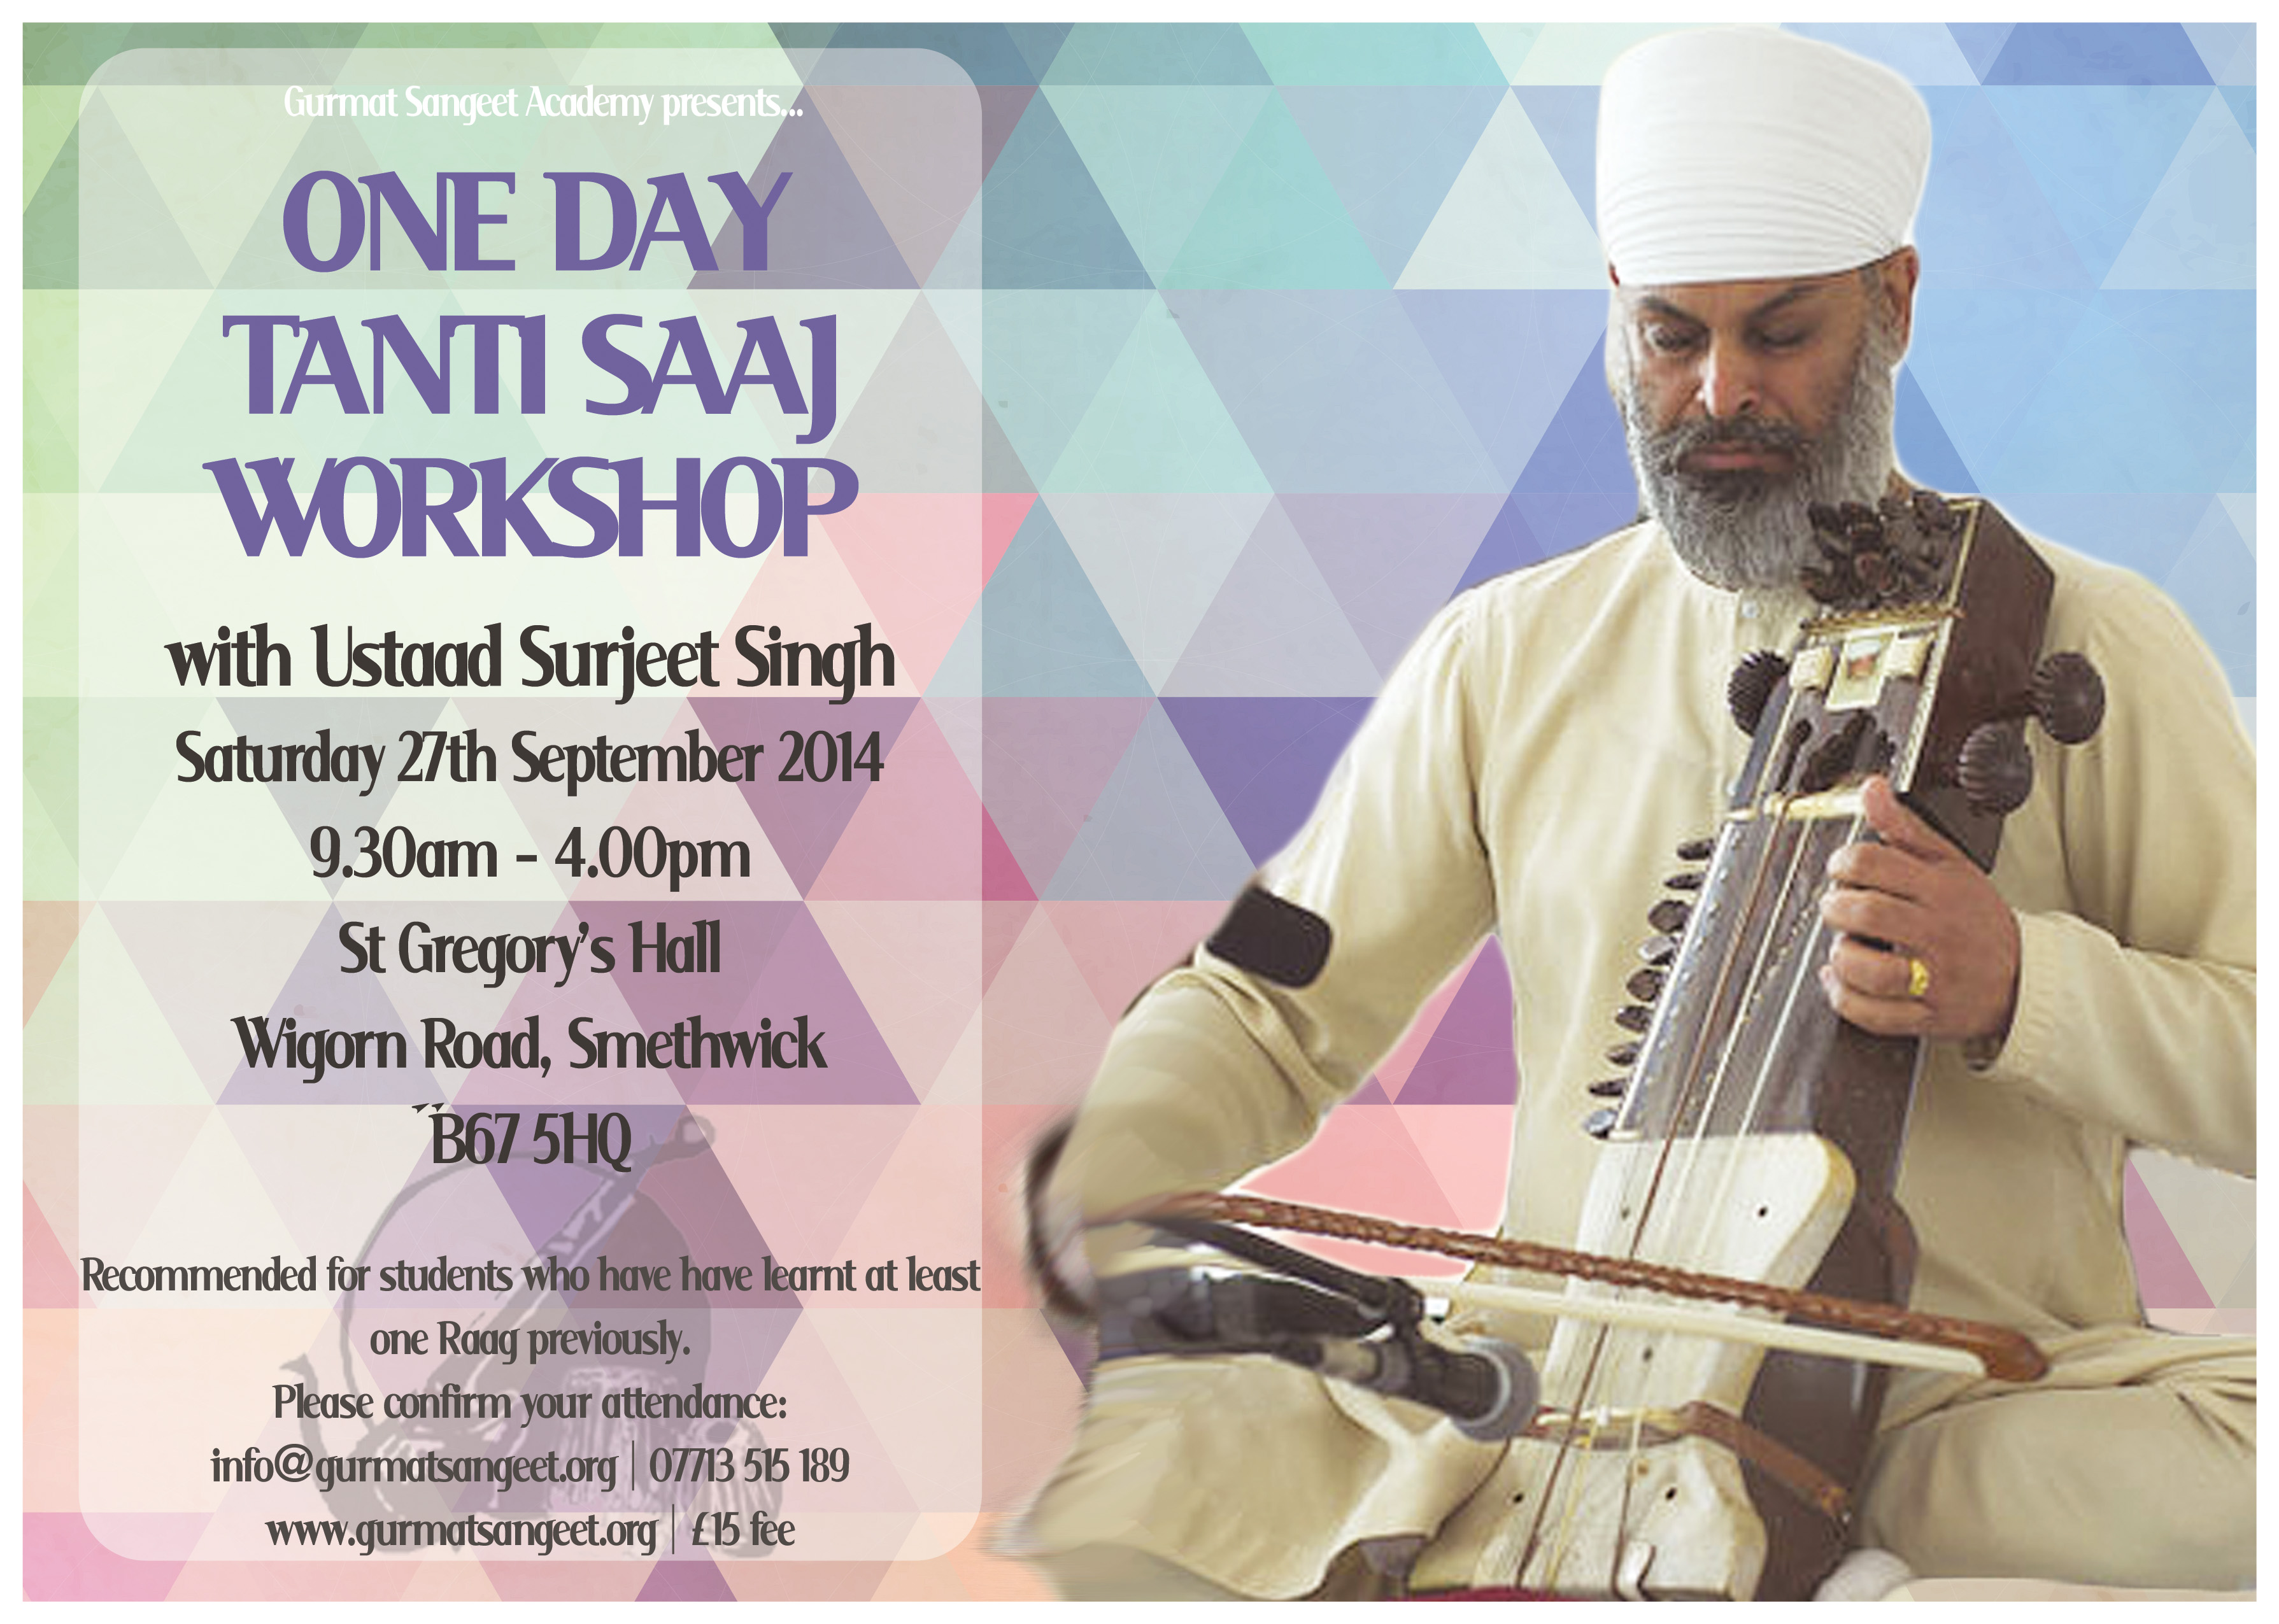 Gurmat Sangeet Academy presents...
ONE DAY
TANTI SAAJ
WORKSHOP
with Ustaad Surjeet Singh
Saturday 27th September 2014
9.30am - 4.00pm
St Gregory's Hall
Wigorn Road, Smethwick
B67 5HQ
Recommended for students who have have learnt at least
one Raag previously.
Please confirm your attendance:
info@gurmatsangeet.org | 07713 515 189
www.gurmatsangeet.org | £15 fee